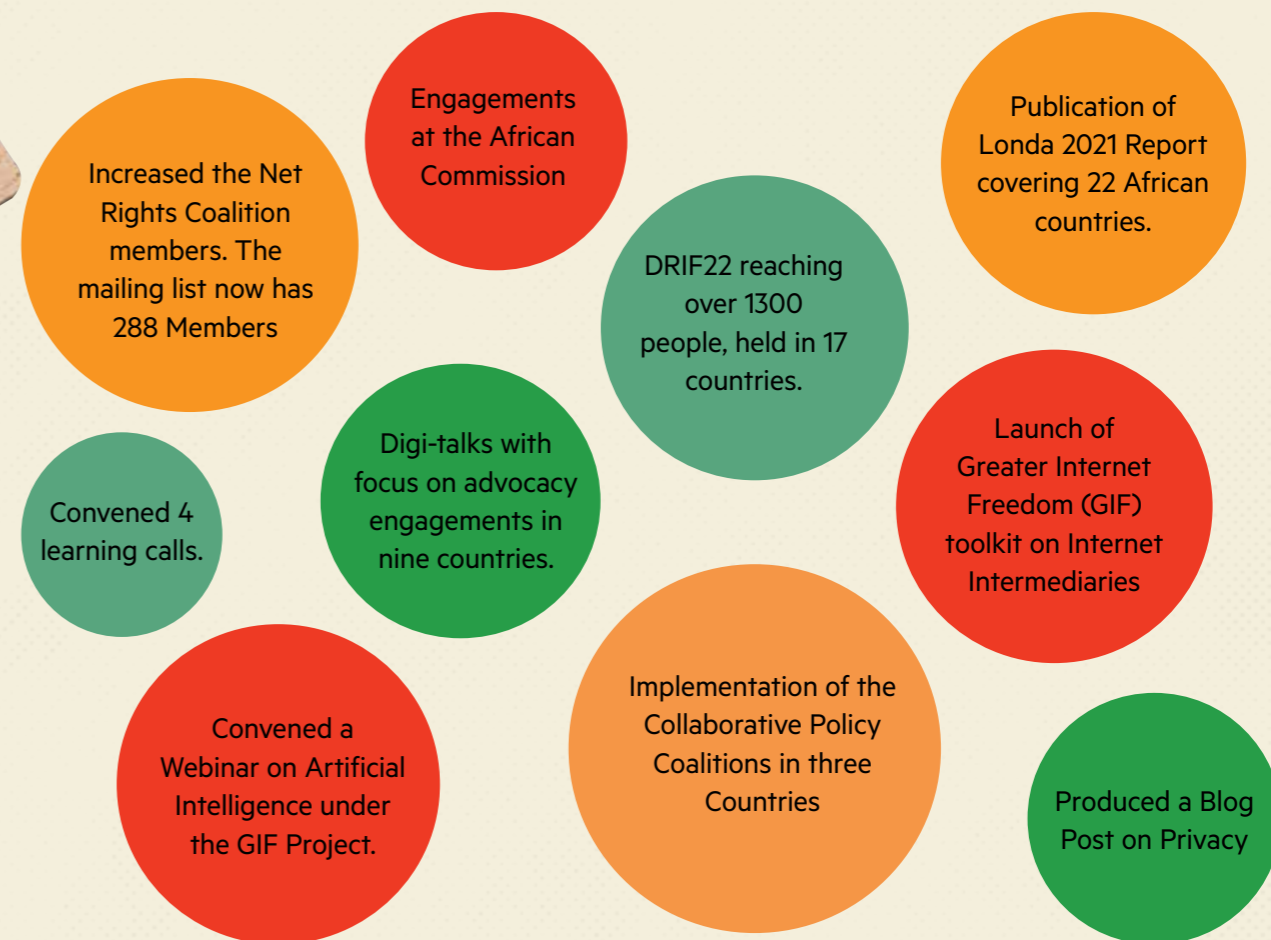 Increased the Net
Rights Coalition
members. The
mailing list now has
288 Members
Engagements
at the African
Commission
DRIF22 reaching
over 1300
people, held in 17
countries.
Publication of
Londa 2021 Report
covering 22 African
countries.
Convened 4
learning calls.
Digi-talks with
focus on advocacy
engagements in
nine countries.
Launch of
Greater Internet
Freedom (GIF)
toolkit on Internet
Intermediaries
Convened a
Webinar on Artificial
Intelligence under
the GIF Project.
Implementation of the
Collaborative Policy
Coalitions in three
Countries
Produced a Blog
Post on Privacy